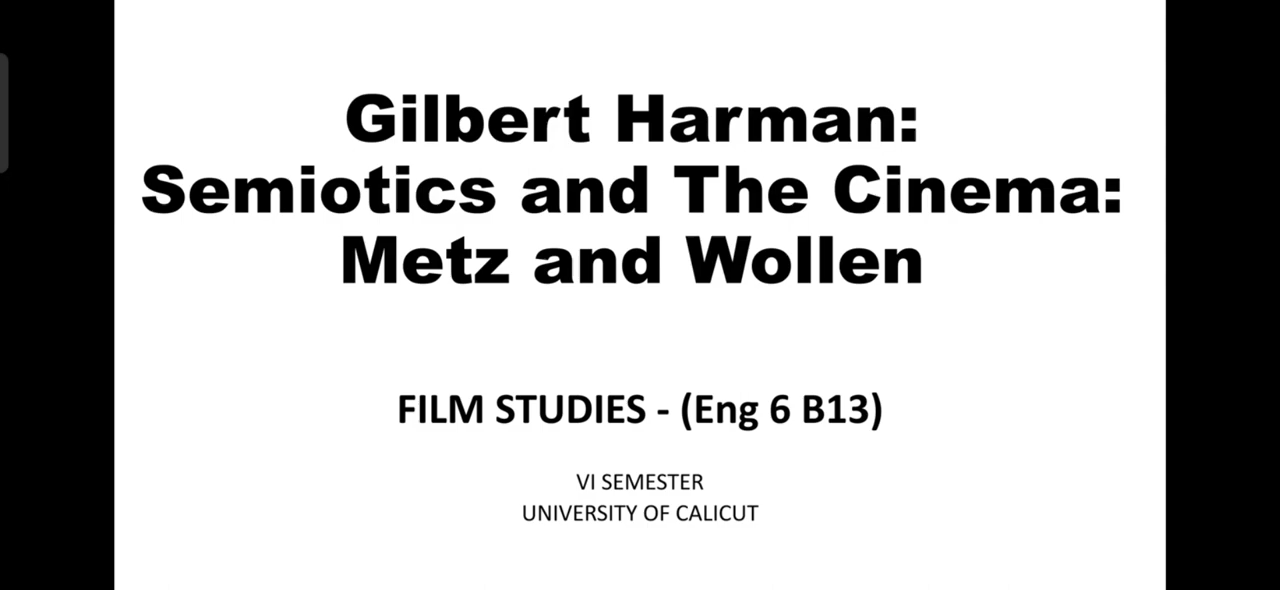 Gilbert Harman:
Semiotics and The Cinema:
Metz and Wollen
FILM STUDIES - (Eng 6 B13)
VI SEMESTER
UNIVERSITY OF CALICUT